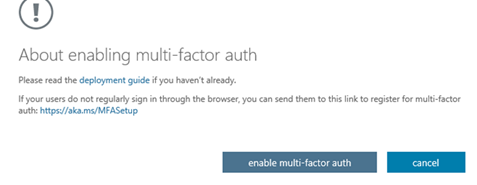 About enabling multi-factor auth
Please read the deployment guide if you haven't already.
If your users do not regularly sign in through the browser, you can send them to this link to register for multi-factor
auth: https://aka.ms/MFASetup
enable multi-factor auth
cancel